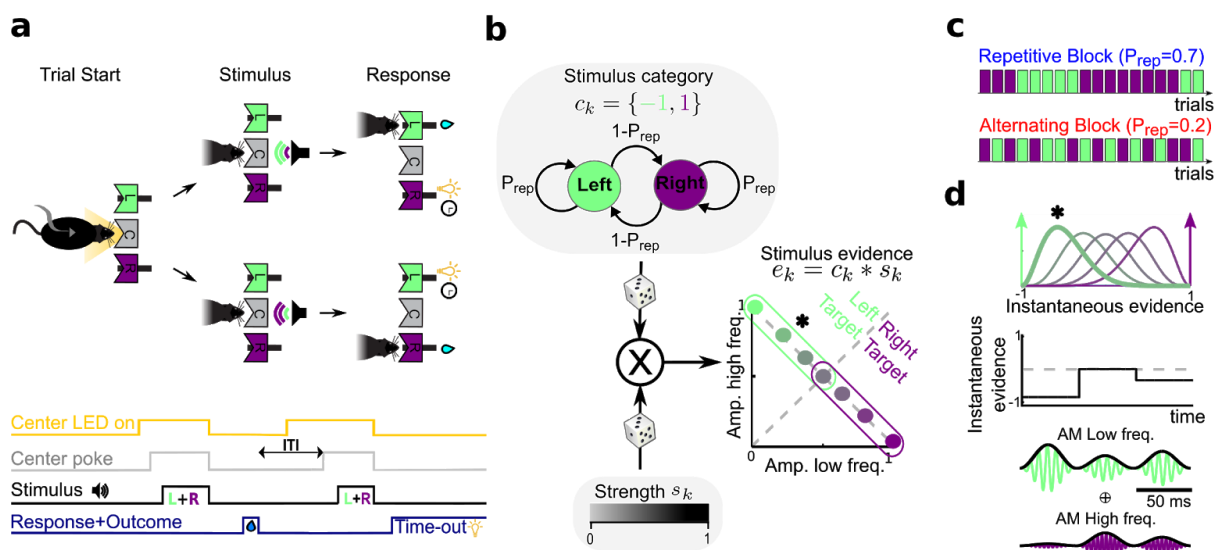 a
Trial Start
Stimulus
Response
L
C
R
L
C
R
L
C
R
L
C
R
L
C
R
Center LED on
Center poke
ITI
Stimulus
L+R
L+R
Response+Outcome
Time-out
b
Stimulus category
c_k = {-1, 1}
1-P_rep
P_rep
Left
Right
P_rep
1-P_rep
X
Strength s_k
0
1
Stimulus evidence
e_k = c_k * s_k
1
Left Target
Right Target
*
Amp. high freq.
0
1
Amp. low freq.
c
Repetitive Block (P_rep=0.7)
trials
Alternating Block (P_rep=0.2)
trials
d
*
-1
1
Instantaneous evidence
1
-1
Instantaneous evidence
time
AM Low freq.
⊕
50 ms
AM High freq.